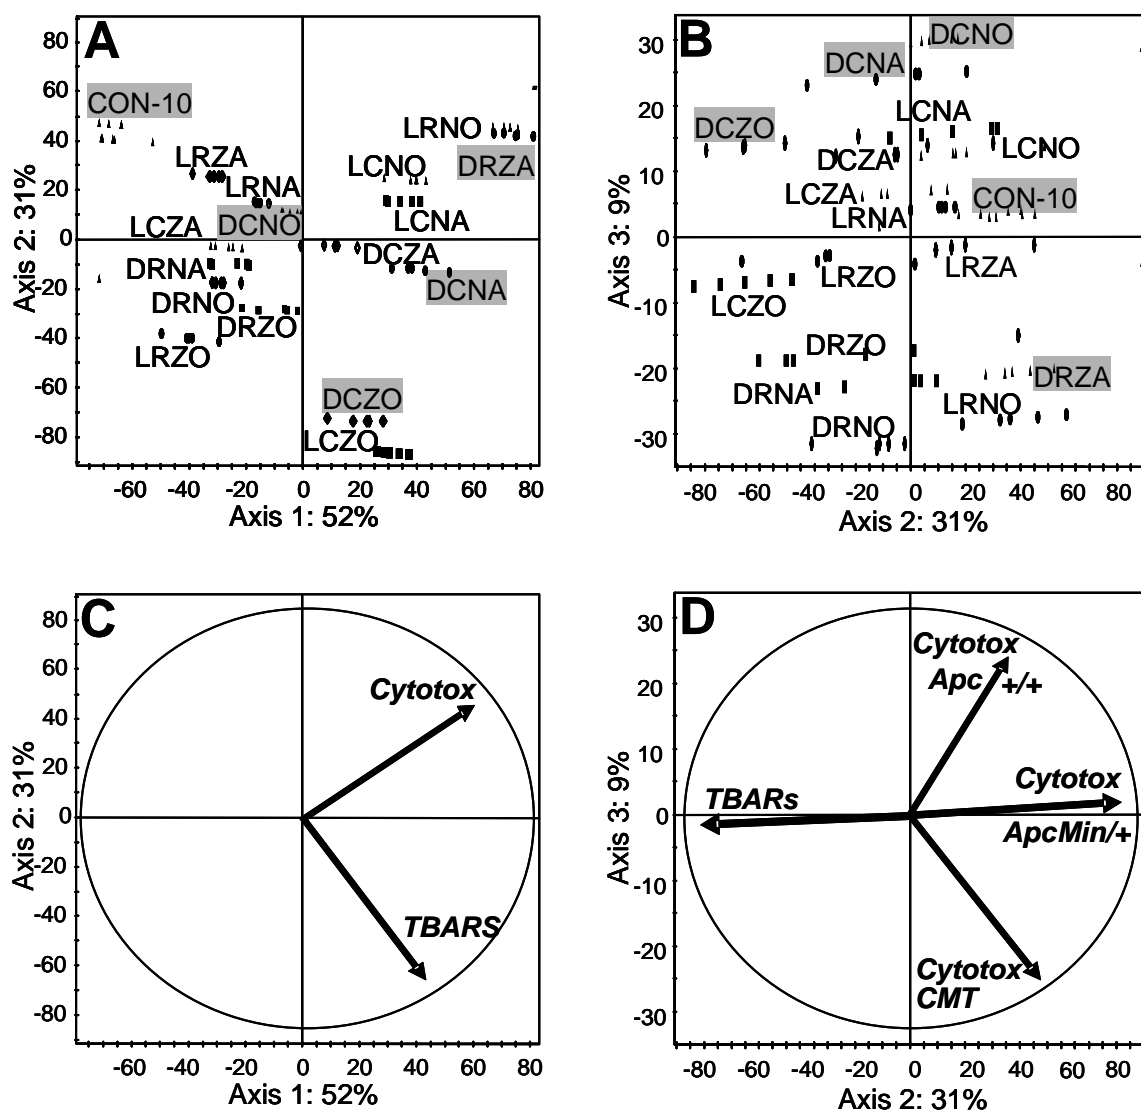 A
80
60
40
20
0
-20
-40
-60
-80
Axis 2: 31%
CON-10
LRZA
LRNA
DCNO
LCZA
DRNA
DRNO
DRZO
LRZO
LRNO
DRZA
LCNO
LCNA
DCZA
DCNA
DCZO
LCZO
-60 -40 -20 0 20 40 60 80
Axis 1: 52%
B
30
20
10
0
-10
-20
-30
Axis 3: 9%
DCNO
DCNA
LCNA
DCZO
LCNO
DCZA
LCZA
CON-10
LRNA
LRZO
LRZA
LCZO
DRZO
DRZA
DRNA
LRNO
DRNO
-80 -60 -40 -20 0 20 40 60 80
Axis 2: 31%
C
80
60
40
20
0
-20
-40
-60
-80
Axis 2: 31%
Cytotox
TBARS
-60 -40 -20 0 20 40 60 80
Axis 1: 52%
D
30
20
10
0
-10
-20
-30
Axis 3: 9%
Cytotox
Apc +/+
Cytotox
TBARs
ApcMin/+
Cytotox
CMT
-80 -60 -40 -20 0 20 40 60 80
Axis 2: 31%